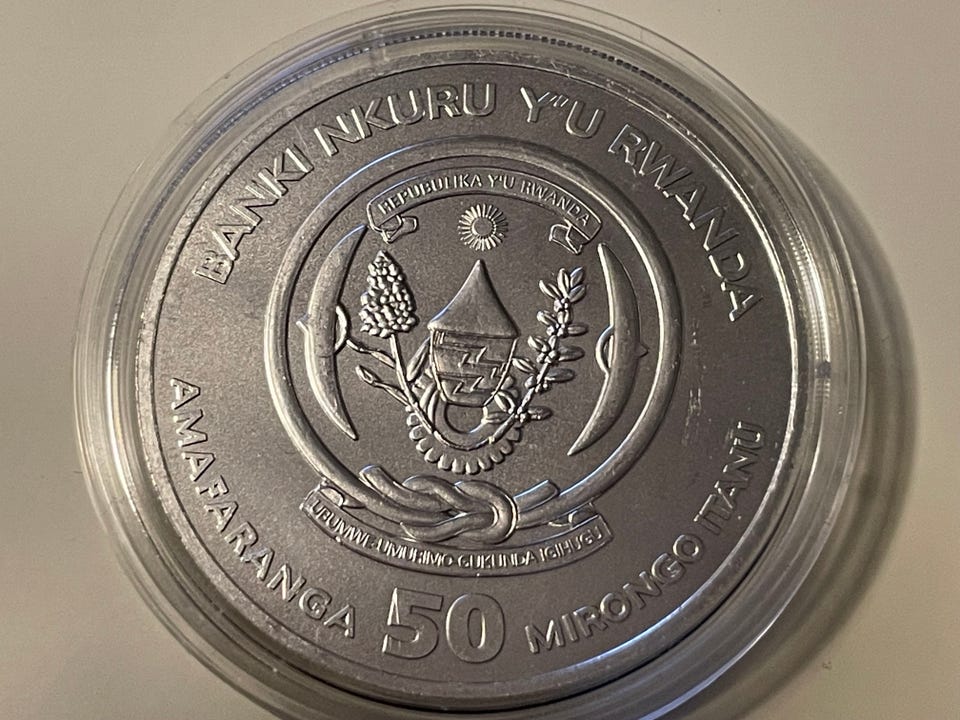 BANKI NKURU Y'U RWANDA
REPUBULIKA Y'U RWANDA
UBUMWE-UMURIMO-GUKUNDA IGIHUGU
AMAFARANGA 50 MIRONGO ITANU